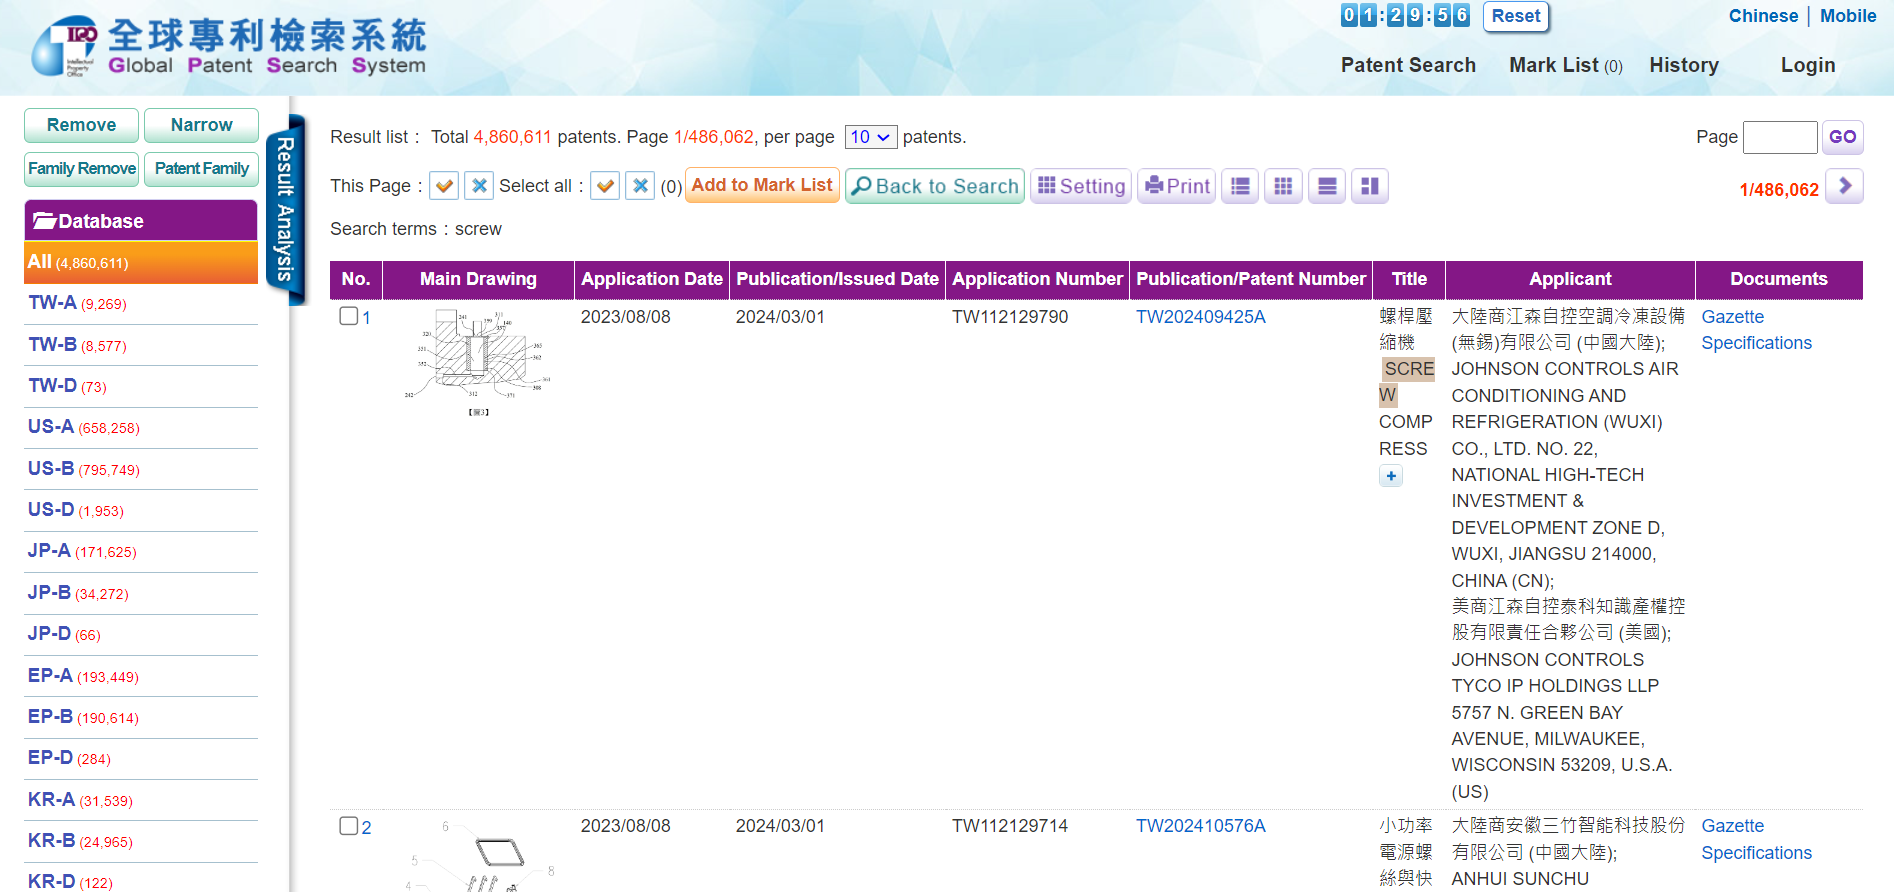 01:29:56 Reset Chinese | Mobile
TIPO Intellectual Property Office 全球專利檢索系統
Global Patent Search System
Patent Search Mark List (0) History Login
Remove Narrow
Family Remove Patent Family
Database
All (4,860,611)
TW-A (9,269)
TW-B (8,577)
TW-D (73)
US-A (658,258)
US-B (795,749)
US-D (1,953)
JP-A (171,625)
JP-B (34,272)
JP-D (66)
EP-A (193,449)
EP-B (190,614)
EP-D (284)
KR-A (31,539)
KR-B (24,965)
KR-D (122)
Result Analysis
Result list： Total 4,860,611 patents. Page 1/486,062, per page 10 patents.
Page GO
This Page： Select all： (0) Add to Mark List Back to Search Setting Print
1/486,062
Search terms：screw
No. Main Drawing Application Date Publication/Issued Date Application Number Publication/Patent Number Title Applicant Documents
1 2023/08/08 2024/03/01 TW112129790 TW202409425A
螺桿壓
縮機
SCRE
W
COMP
RESS
+
大陸商江森自控空調冷凍設備
(無錫)有限公司 (中國大陸);
JOHNSON CONTROLS AIR
CONDITIONING AND
REFRIGERATION (WUXI)
CO., LTD. NO. 22,
NATIONAL HIGH-TECH
INVESTMENT &
DEVELOPMENT ZONE D,
WUXI, JIANGSU 214000,
CHINA (CN);
美商江森自控泰科知識產權控
股有限責任合夥公司 (美國);
JOHNSON CONTROLS
TYCO IP HOLDINGS LLP
5757 N. GREEN BAY
AVENUE, MILWAUKEE,
WISCONSIN 53209, U.S.A.
(US)
Gazette
Specifications
2 2023/08/08 2024/03/01 TW112129714 TW202410576A
小功率
電源螺
絲與快
大陸商安徽三竹智能科技股份
有限公司 (中國大陸);
ANHUI SUNCHU
Gazette
Specifications
6
5
4
8